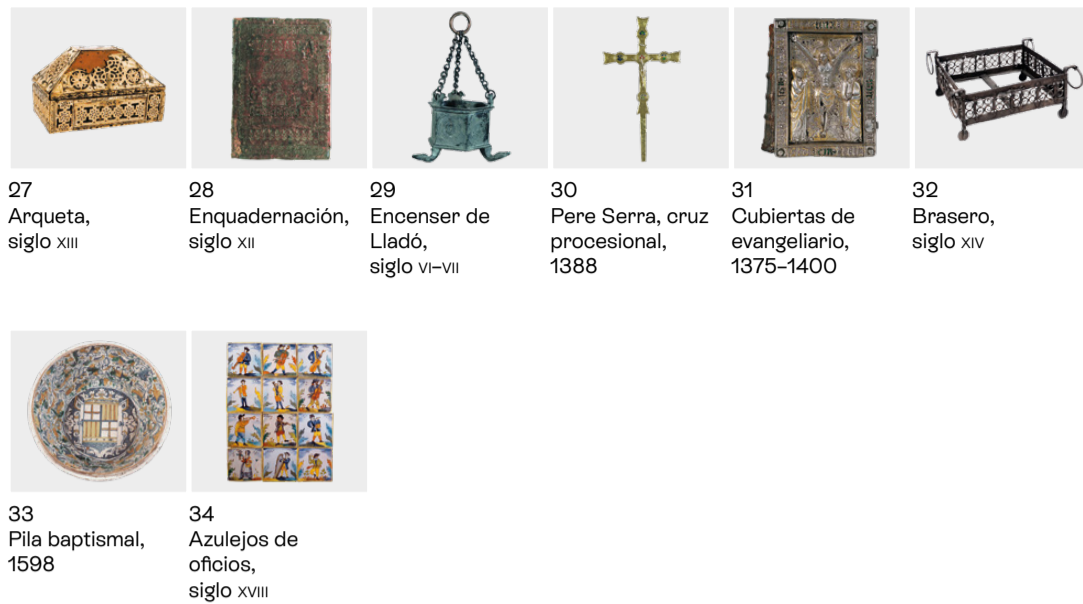 27
Arqueta,
siglo XIII
28
Enquadernación,
siglo XII
29
Encenser de
Lladó,
siglo VI–VII
30
Pere Serra, cruz
procesional,
1388
31
Cubiertas de
evangeliario,
1375–1400
32
Brasero,
siglo XIV
33
Pila baptismal,
1598
34
Azulejos de
oficios,
siglo XVIII